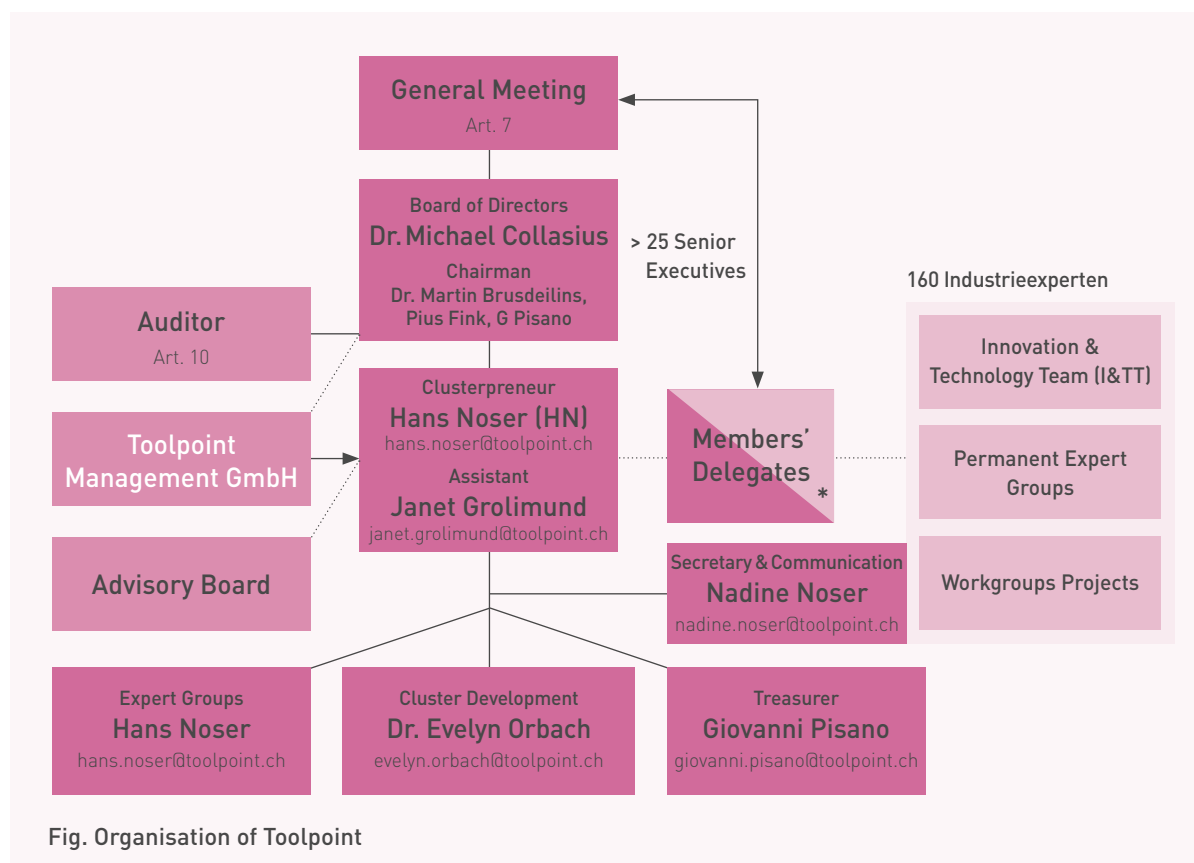 General Meeting
Art. 7
Board of Directors
Dr. Michael Collasius
Chairman
Dr. Martin Brusdeilins,
Pius Fink, G Pisano
> 25 Senior
Executives
160 Industrieexperten
Auditor
Art. 10
Innovation &
Technology Team (I&TT)
Toolpoint
Management GmbH
Clusterpreneur
Hans Noser (HN)
hans.noser@toolpoint.ch
Assistant
Janet Grolimund
janet.grolimund@toolpoint.ch
Members'
Delegates
*
Permanent Expert
Groups
Advisory Board
Secretary & Communication
Nadine Noser
nadine.noser@toolpoint.ch
Workgroups Projects
Expert Groups
Hans Noser
hans.noser@toolpoint.ch
Cluster Development
Dr. Evelyn Orbach
evelyn.orbach@toolpoint.ch
Treasurer
Giovanni Pisano
giovanni.pisano@toolpoint.ch
Fig. Organisation of Toolpoint